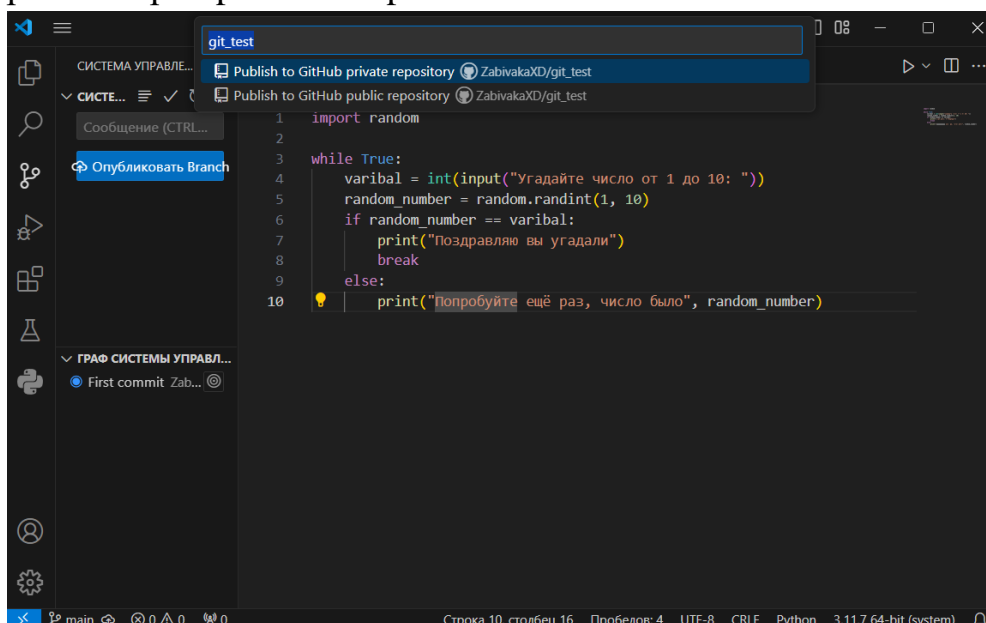 git_test
Publish to GitHub private repository ZabivakaXD/git_test
Publish to GitHub public repository ZabivakaXD/git_test
СИСТЕМА УПРАВЛЕ...
СИСТЕ...
Сообщение (CTRL...
Опубликовать Branch
1 import random
2
3 while True:
4 varibal = int(input("Угадайте число от 1 до 10: "))
5 random_number = random.randint(1, 10)
6 if random_number == varibal:
7 print("Поздравляю вы угадали")
8 break
9 else:
10 print("Попробуйте ещё раз, число было", random_number)
ГРАФ СИСТЕМЫ УПРАВЛ...
First commit Zab...
main 0 0 0 Строка 10, столбец 16 Пробелов: 4 UTF-8 CRLF Python 3.11.7 64-bit (system)